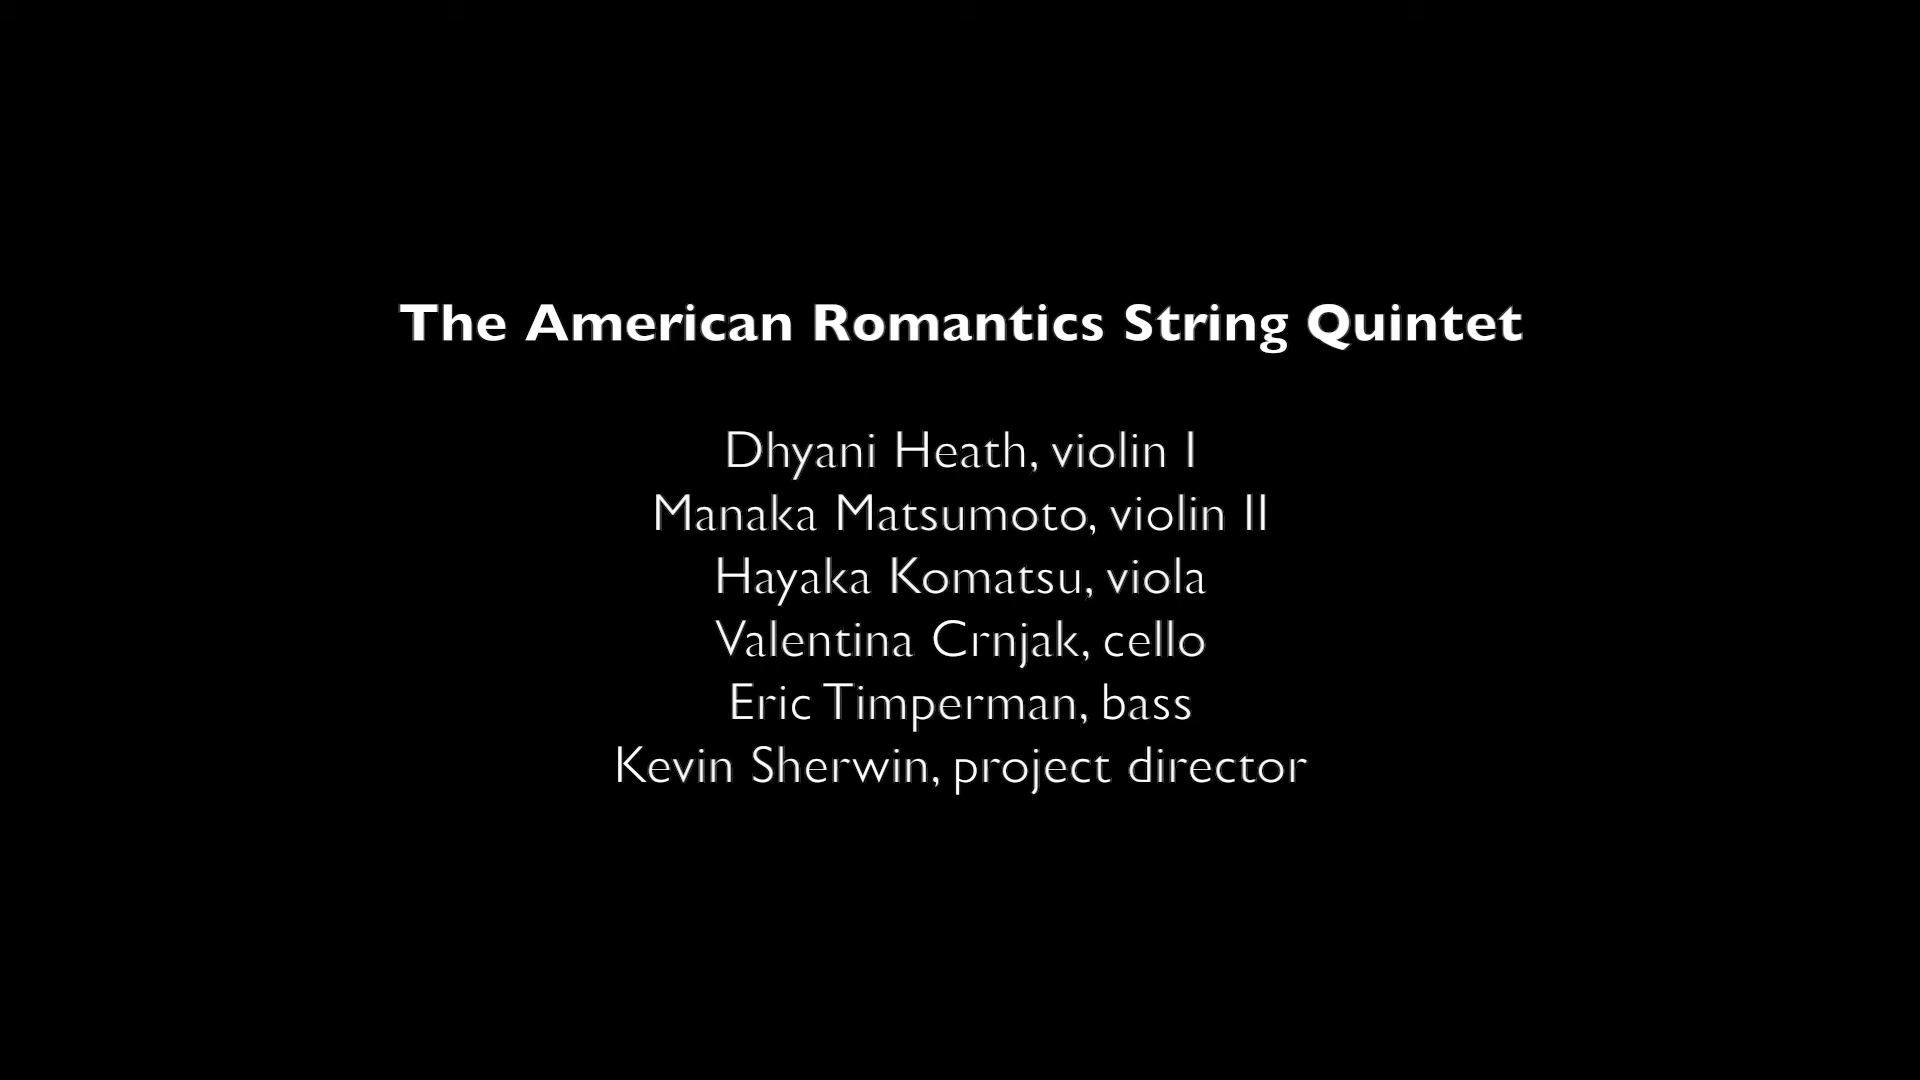 The American Romantics String Quintet
Dhyani Heath, violin I
Manaka Matsumoto, violin II
Hayaka Komatsu, viola
Valentina Crnjak, cello
Eric Timperman, bass
Kevin Sherwin, project director